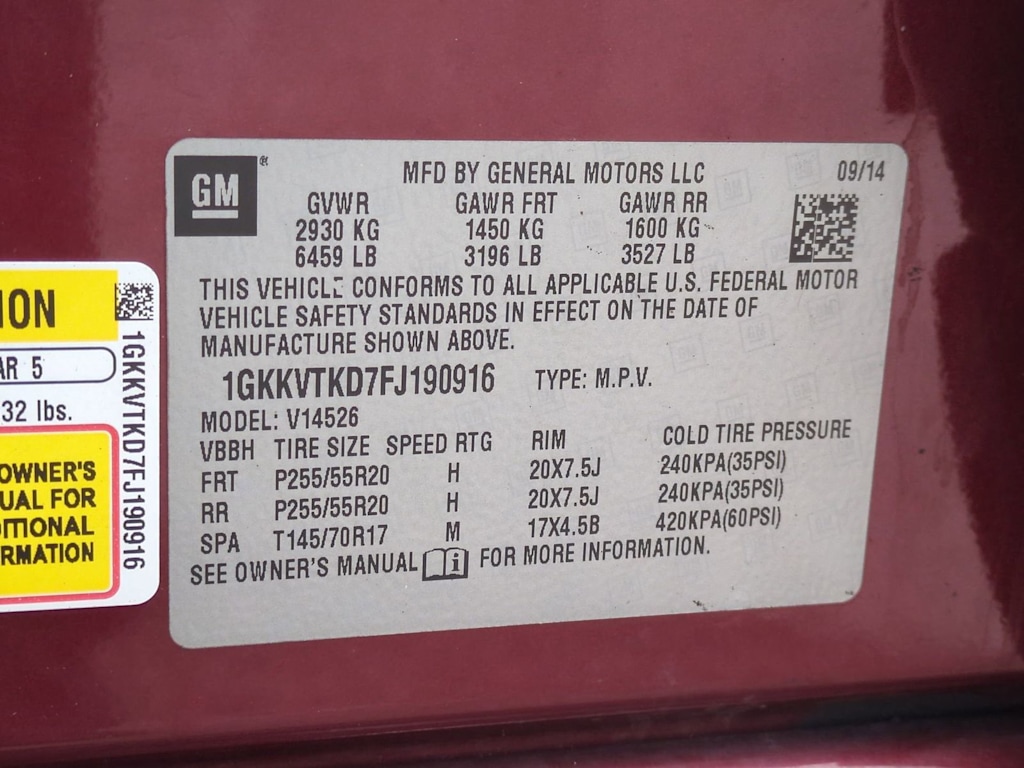 GM®
MFD BY GENERAL MOTORS LLC 09/14
GVWR GAWR FRT GAWR RR
2930 KG 1450 KG 1600 KG
6459 LB 3196 LB 3527 LB
THIS VEHICLE CONFORMS TO ALL APPLICABLE U.S. FEDERAL MOTOR
VEHICLE SAFETY STANDARDS IN EFFECT ON THE DATE OF
MANUFACTURE SHOWN ABOVE.
1GKKVTKD7FJ190916 TYPE: M.P.V.
MODEL: V14526
VBBH TIRE SIZE SPEED RTG RIM COLD TIRE PRESSURE
FRT P255/55R20 H 20X7.5J 240KPA(35PSI)
RR P255/55R20 H 20X7.5J 240KPA(35PSI)
SPA T145/70R17 M 17X4.5B 420KPA(60PSI)
SEE OWNER'S MANUAL i FOR MORE INFORMATION.
ION
AR 5
32 lbs.
OWNER'S
UAL FOR
ITIONAL
RMATION
1GKKVTKD7FJ190916